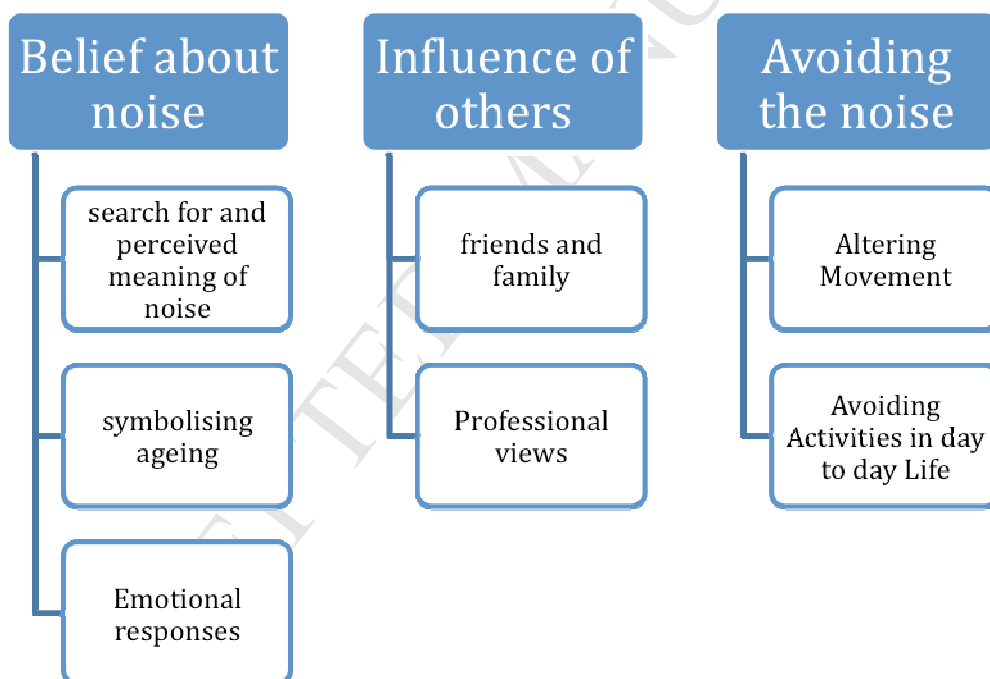 Belief about
noise
search for and
perceived
meaning of
noise
symbolising
ageing
Emotional
responses
Influence of
others
friends and
family
Professional
views
Avoiding
the noise
Altering
Movement
Avoiding
Activities in day
to day Life